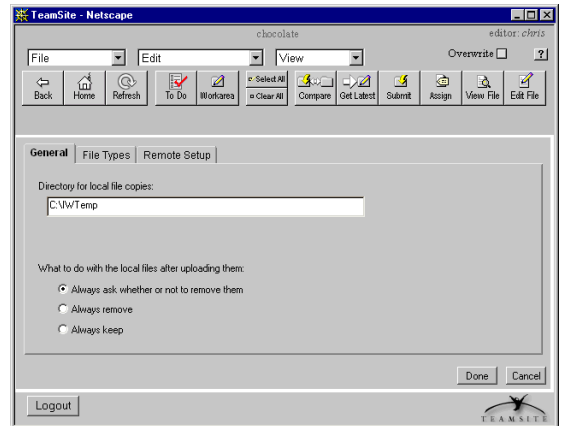 TeamSite - Netscape
chocolate
editor: chris
File Edit View Overwrite ?
Back Home Refresh To Do Workarea Select All Clear All Compare Get Latest Submit Assign View File Edit File
General File Types Remote Setup
Directory for local file copies:
C:\IWTemp
What to do with the local files after uploading them:
Always ask whether or not to remove them
Always remove
Always keep
Done Cancel
Logout
TEAMSITE